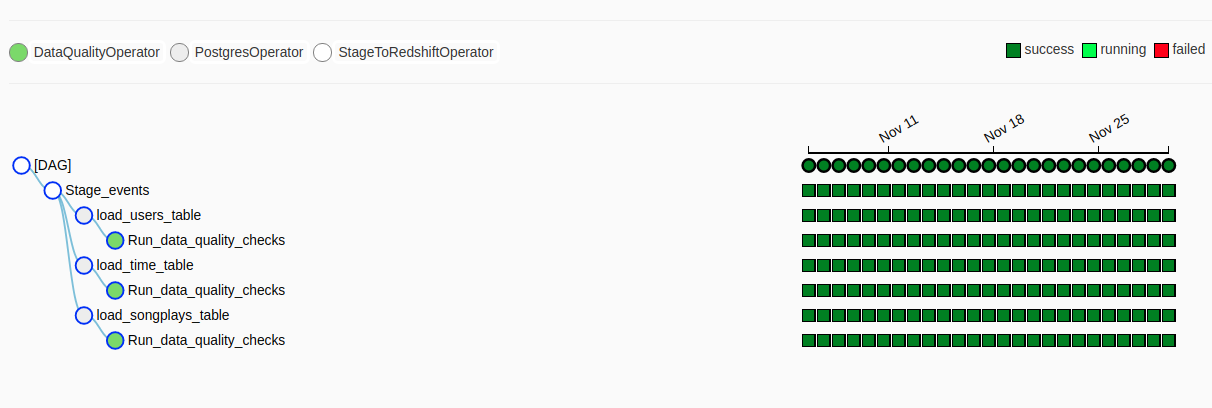 DataQualityOperator PostgresOperator StageToRedshiftOperator success running failed
Nov 11 Nov 18 Nov 25
[DAG]
Stage_events
load_users_table
Run_data_quality_checks
load_time_table
Run_data_quality_checks
load_songplays_table
Run_data_quality_checks